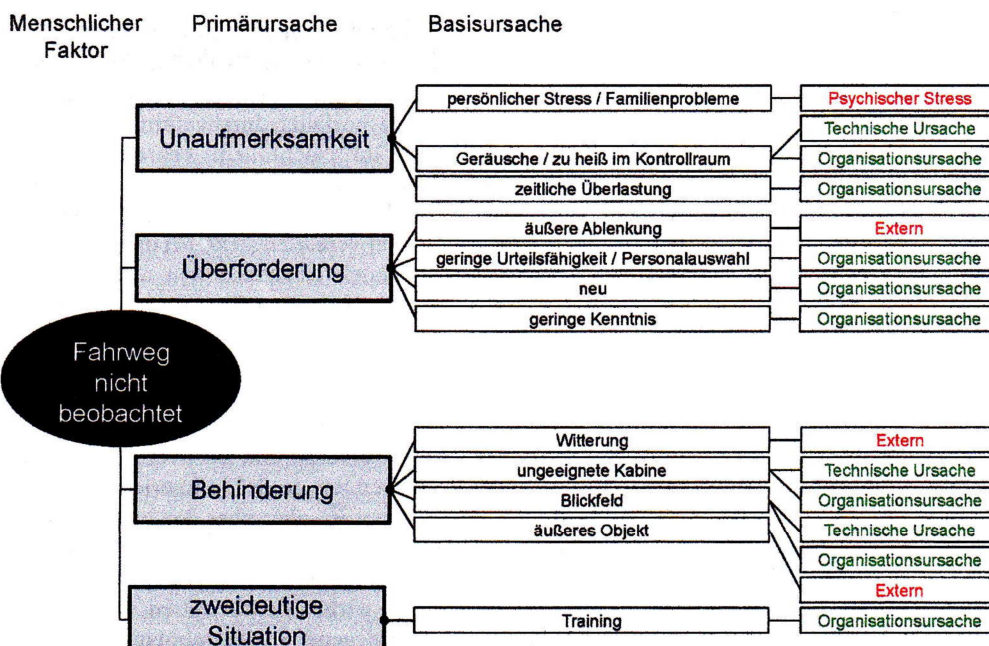 Menschlicher Faktor
Primärursache
Basisursache
Unaufmerksamkeit
persönlicher Stress / Familienprobleme
Psychischer Stress
Technische Ursache
Geräusche / zu heiß im Kontrollraum
Organisationsursache
zeitliche Überlastung
Organisationsursache
Überforderung
äußere Ablenkung
Extern
geringe Urteilsfähigkeit / Personalauswahl
Organisationsursache
neu
Organisationsursache
geringe Kenntnis
Organisationsursache
Fahrweg
nicht
beobachtet
Behinderung
Witterung
Extern
ungeeignete Kabine
Technische Ursache
Blickfeld
Organisationsursache
äußeres Objekt
Technische Ursache
Organisationsursache
Extern
zweideutige
Situation
Training
Organisationsursache